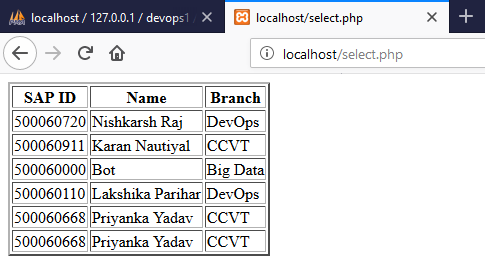 localhost / 127.0.0.1 / devops1
localhost/select.php
localhost/select.php
SAP ID Name Branch
500060720 Nishkarsh Raj DevOps
500060911 Karan Nautiyal CCVT
500060000 Bot Big Data
500060110 Lakshika Parihar DevOps
500060668 Priyanka Yadav CCVT
500060668 Priyanka Yadav CCVT